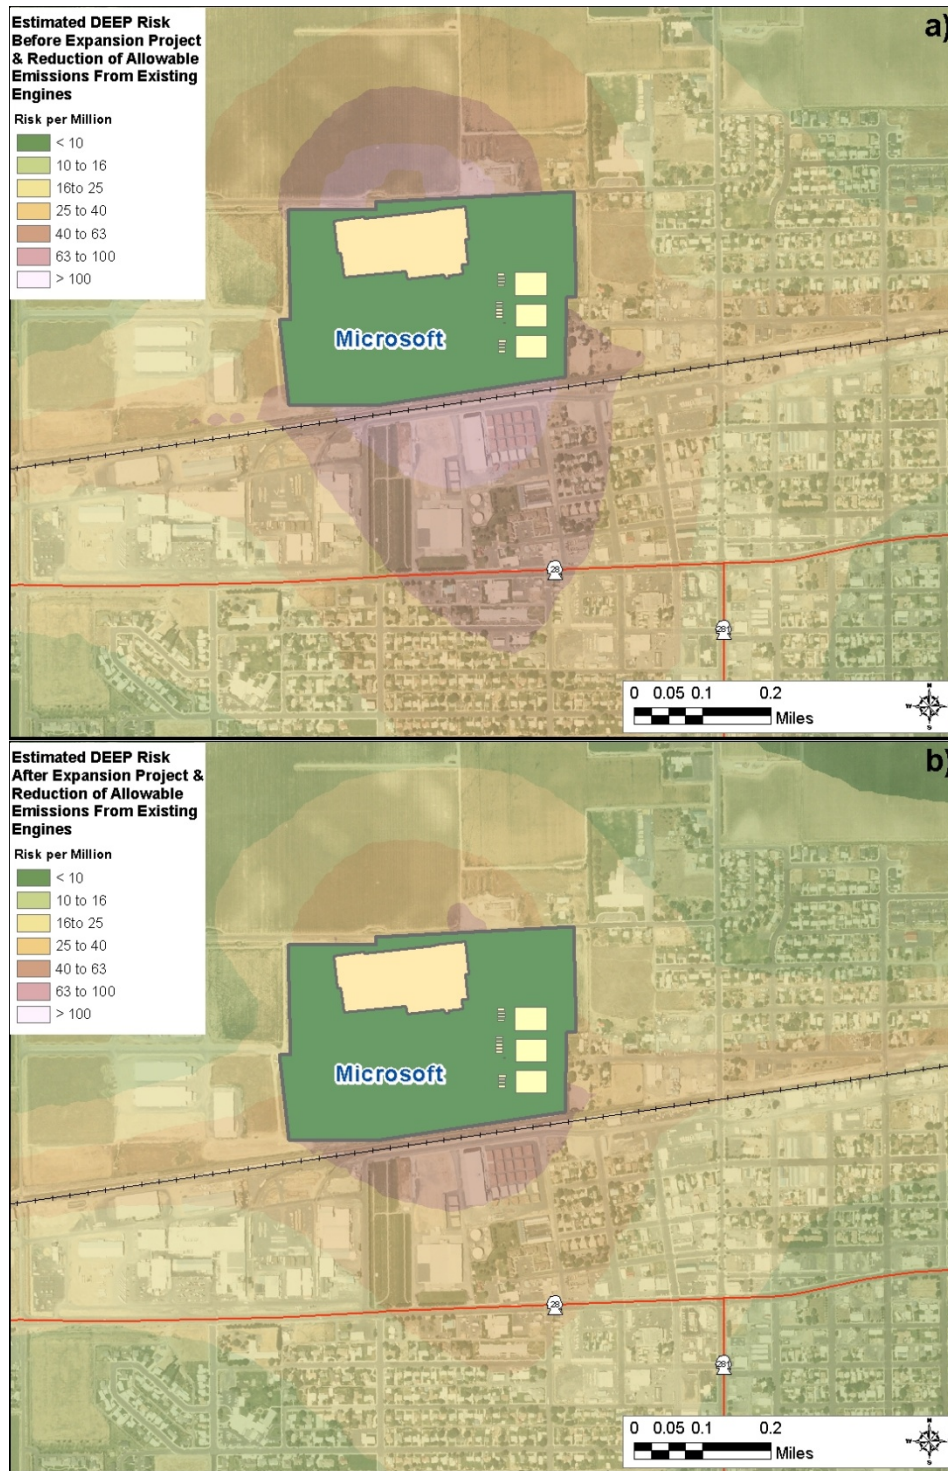 Estimated DEEP Risk
Before Expansion Project
& Reduction of Allowable
Emissions From Existing
Engines
Risk per Million
< 10
10 to 16
16to 25
25 to 40
40 to 63
63 to 100
> 100
a)
Microsoft
28
281
0 0.05 0.1 0.2
Miles
N
W E
S
Estimated DEEP Risk
After Expansion Project &
Reduction of Allowable
Emissions From Existing
Engines
Risk per Million
< 10
10 to 16
16to 25
25 to 40
40 to 63
63 to 100
> 100
b)
Microsoft
28
281
0 0.05 0.1 0.2
Miles
N
W E
S